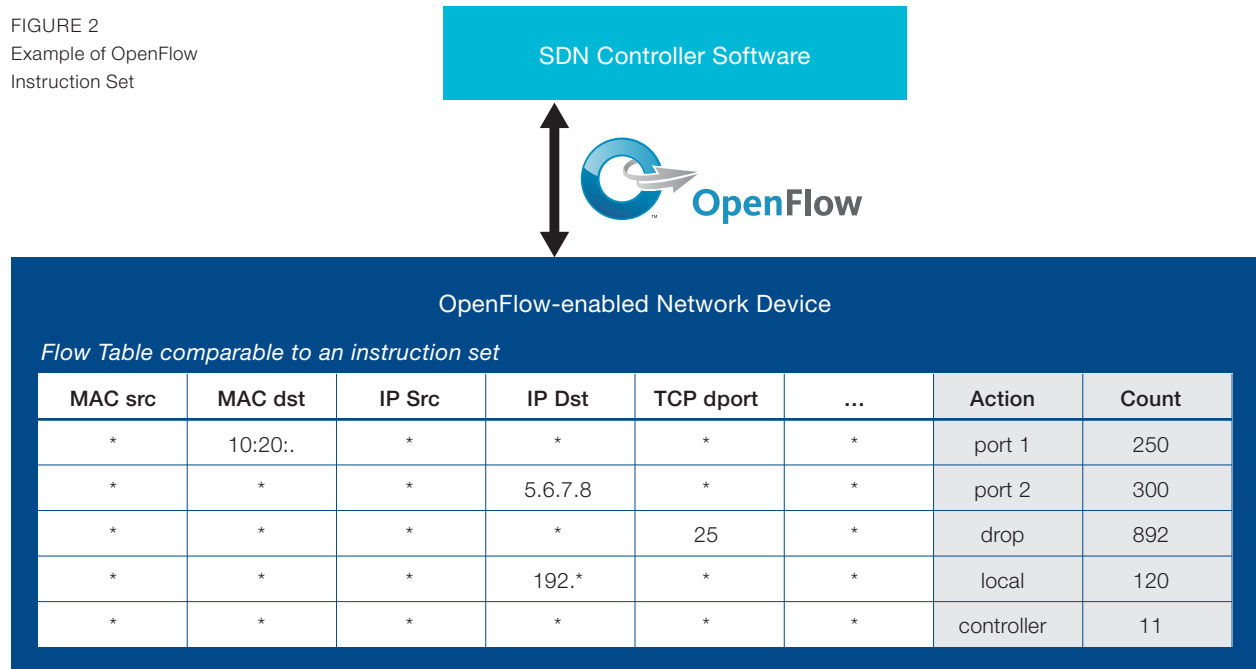 FIGURE 2
Example of OpenFlow
Instruction Set
SDN Controller Software
OpenFlow
™
OpenFlow-enabled Network Device
Flow Table comparable to an instruction set
MAC src MAC dst IP Src IP Dst TCP dport ... Action Count
* 10:20:. * * * * port 1 250
* * * 5.6.7.8 * * port 2 300
* * * * 25 * drop 892
* * * 192.* * * local 120
* * * * * * controller 11